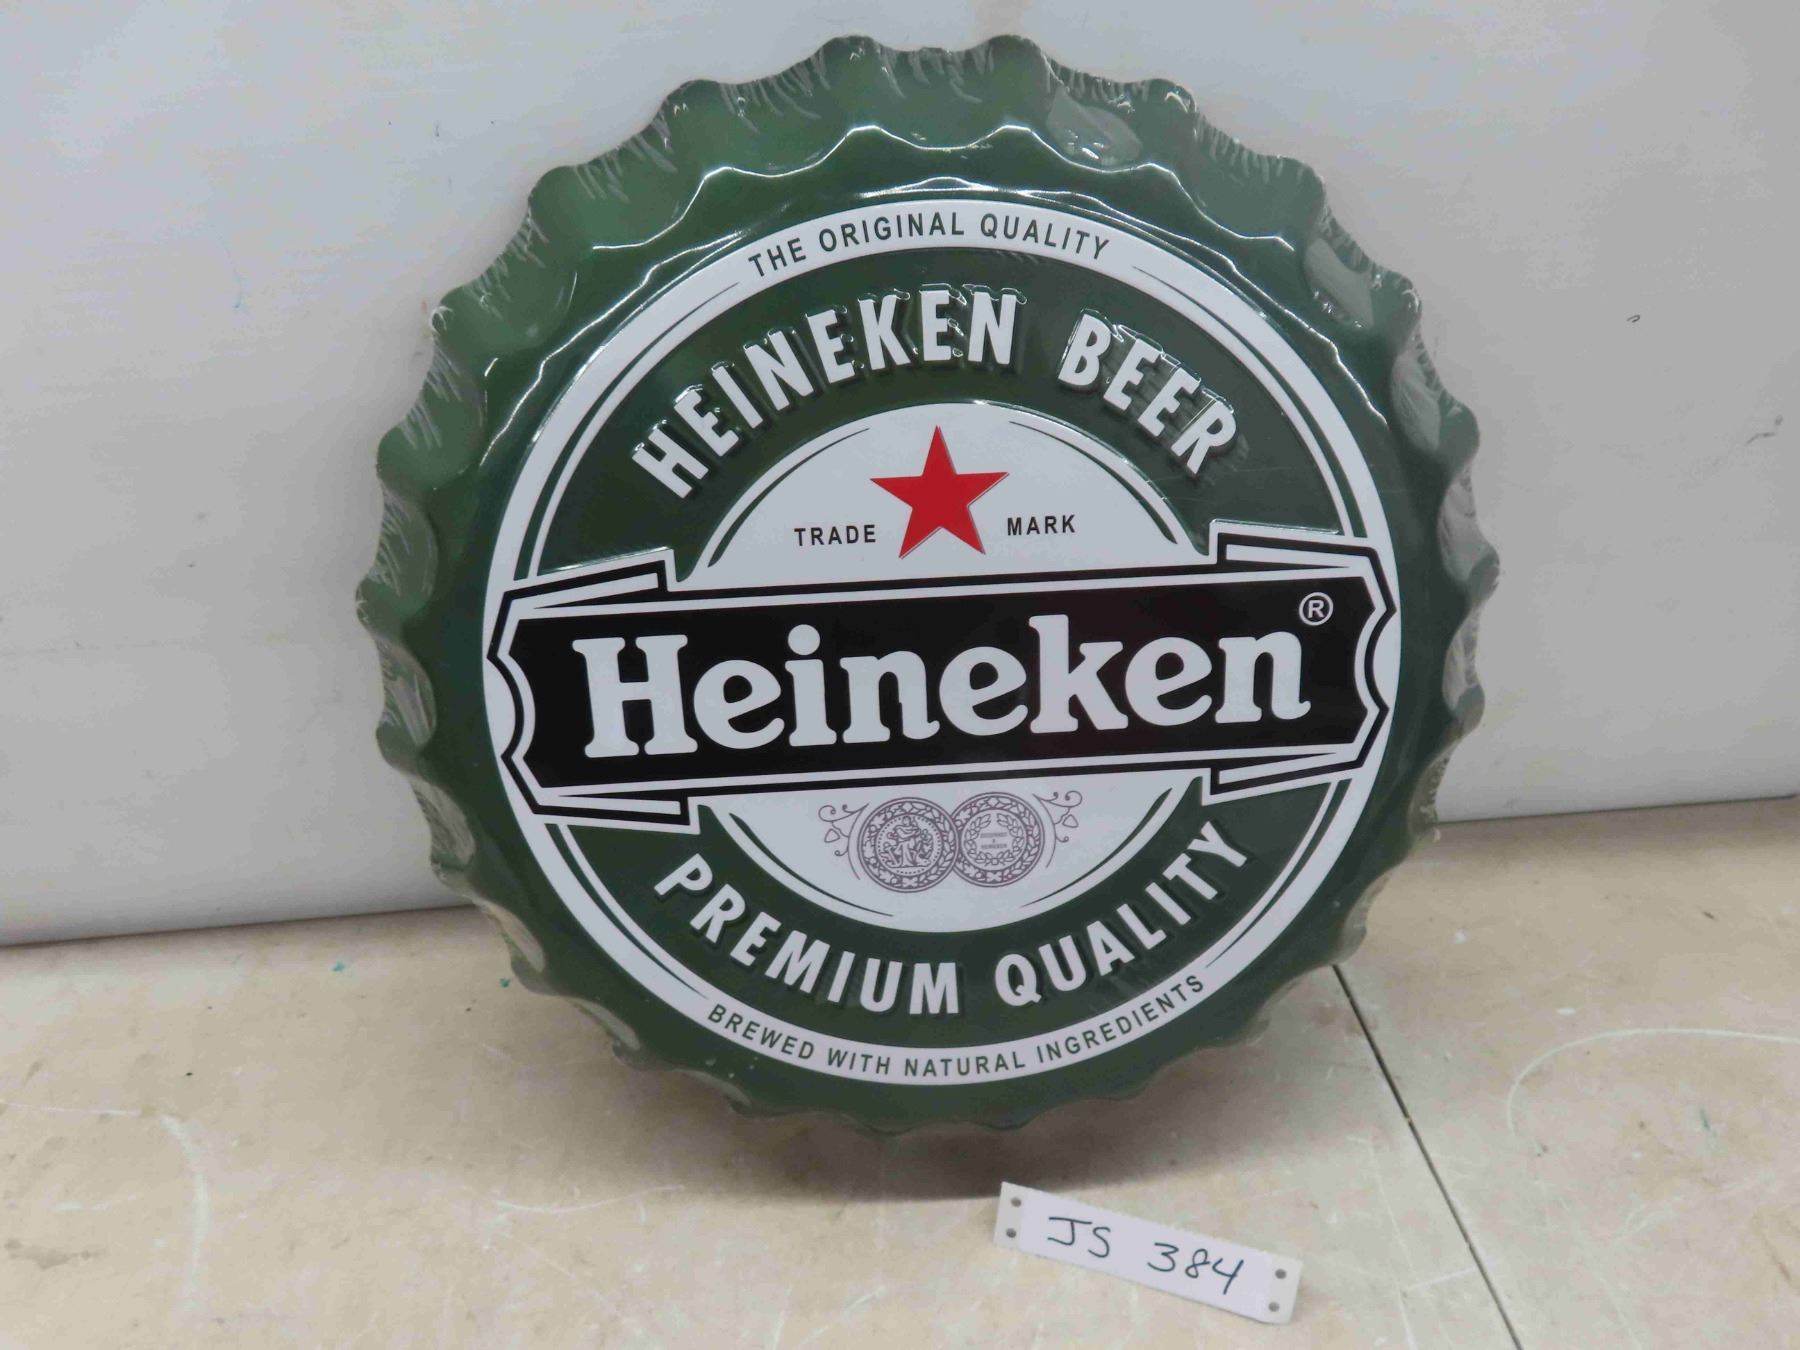 THE ORIGINAL QUALITY
HEINEKEN BEER
TRADE MARK
Heineken®
PREMIUM QUALITY
BREWED WITH NATURAL INGREDIENTS
JS 384